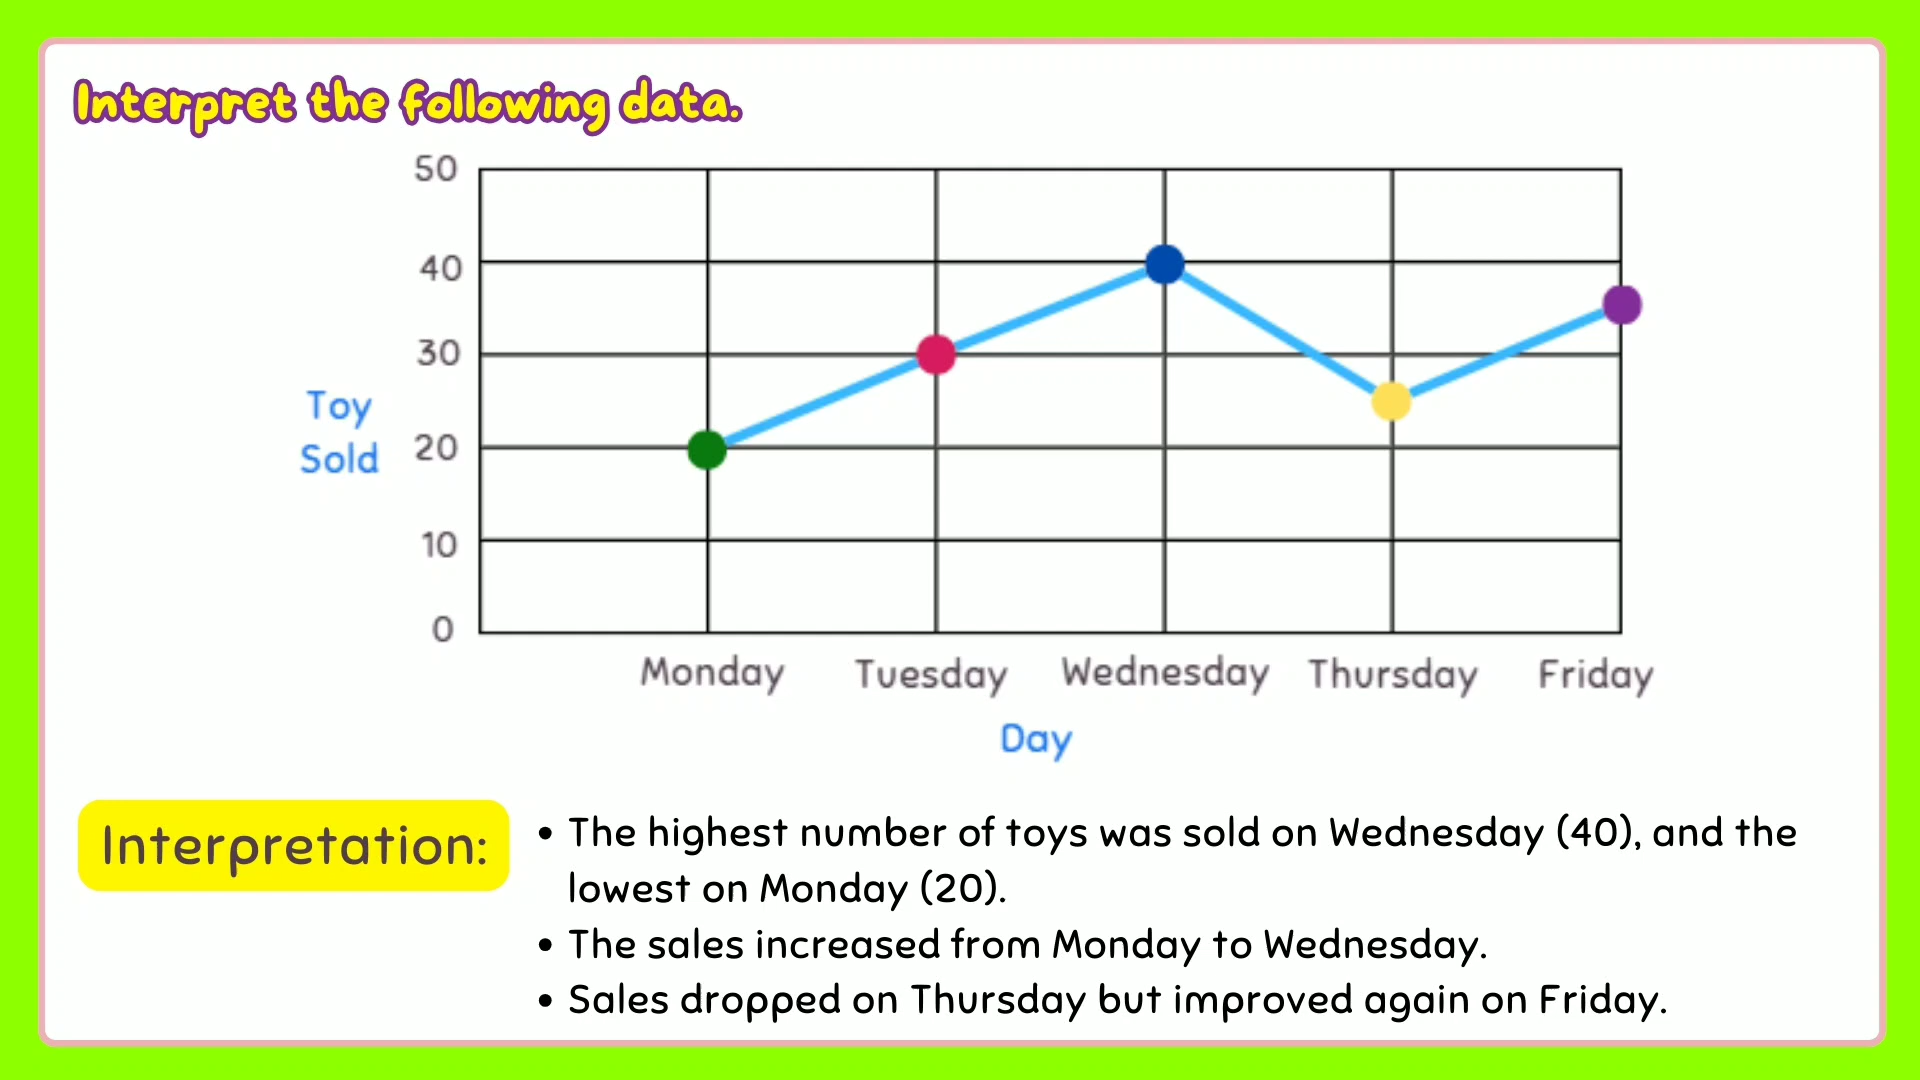 Interpret the following data.
50
40
30
Toy
Sold
20
10
0
Monday Tuesday Wednesday Thursday Friday
Day
Interpretation:
• The highest number of toys was sold on Wednesday (40), and the
lowest on Monday (20).
• The sales increased from Monday to Wednesday.
• Sales dropped on Thursday but improved again on Friday.